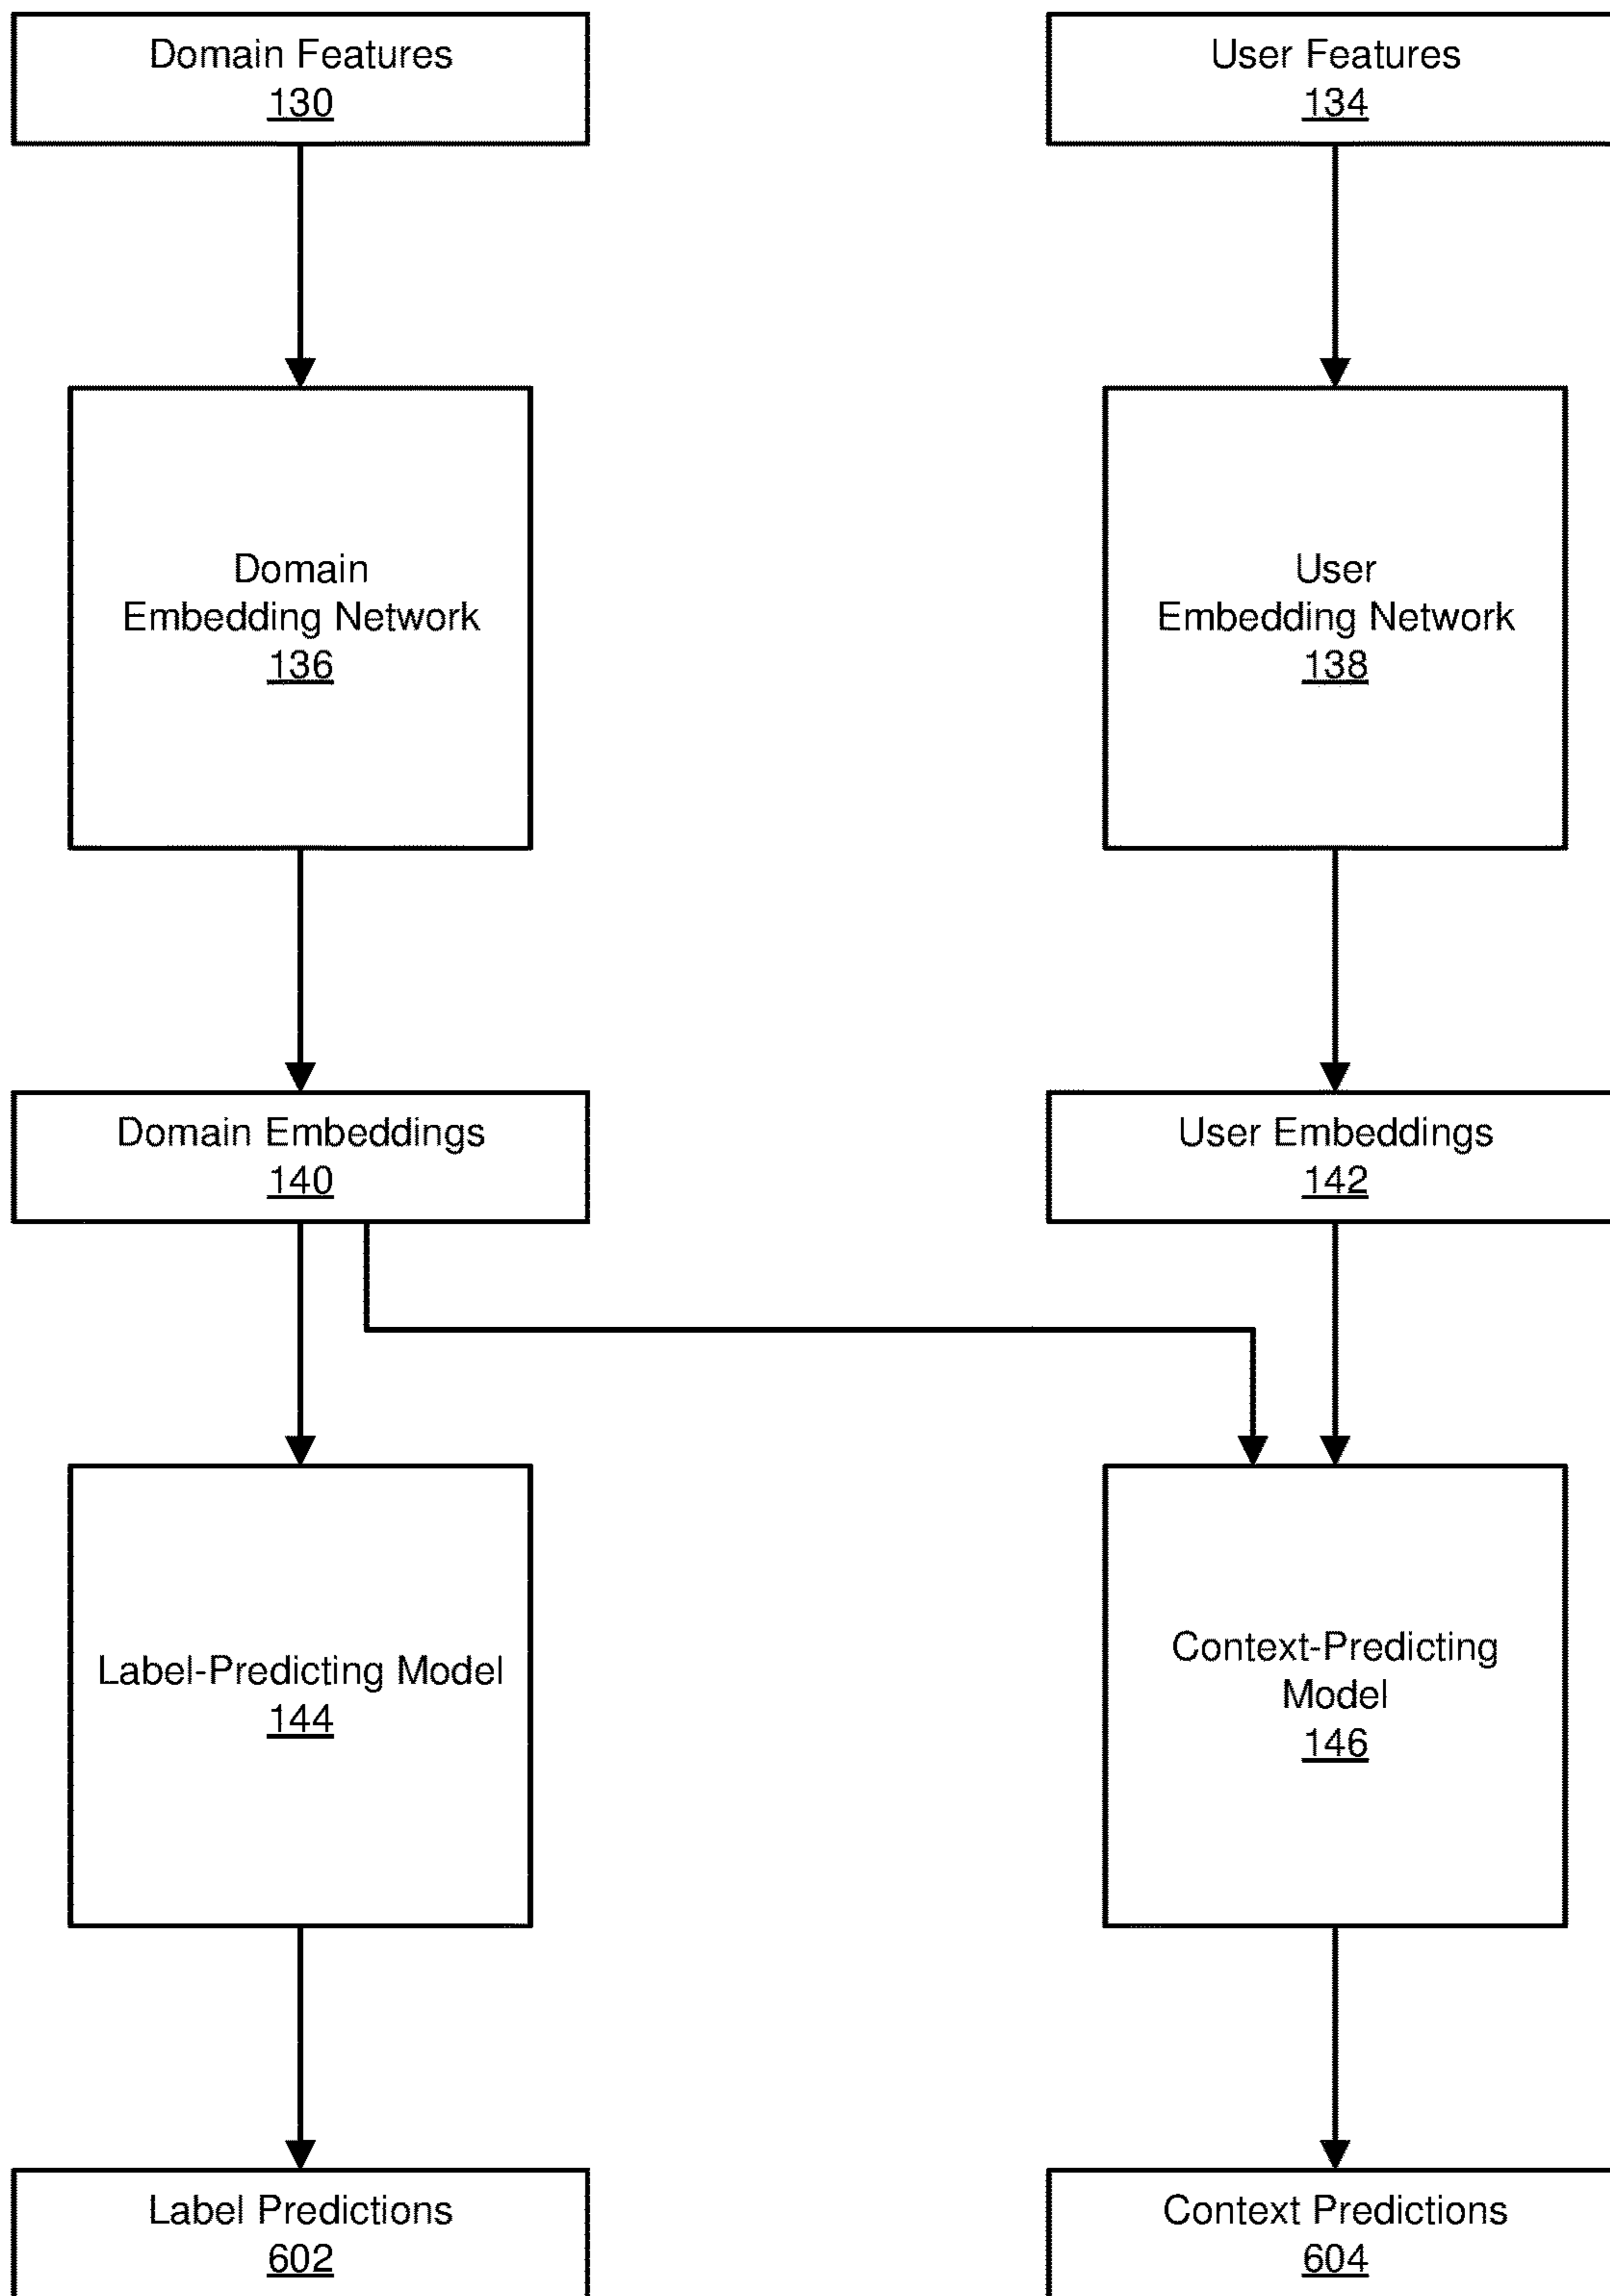 Domain Features
130
User Features
134
Domain
Embedding Network
136
User
Embedding Network
138
Domain Embeddings
140
User Embeddings
142
Label-Predicting Model
144
Context-Predicting
Model
146
Label Predictions
602
Context Predictions
604